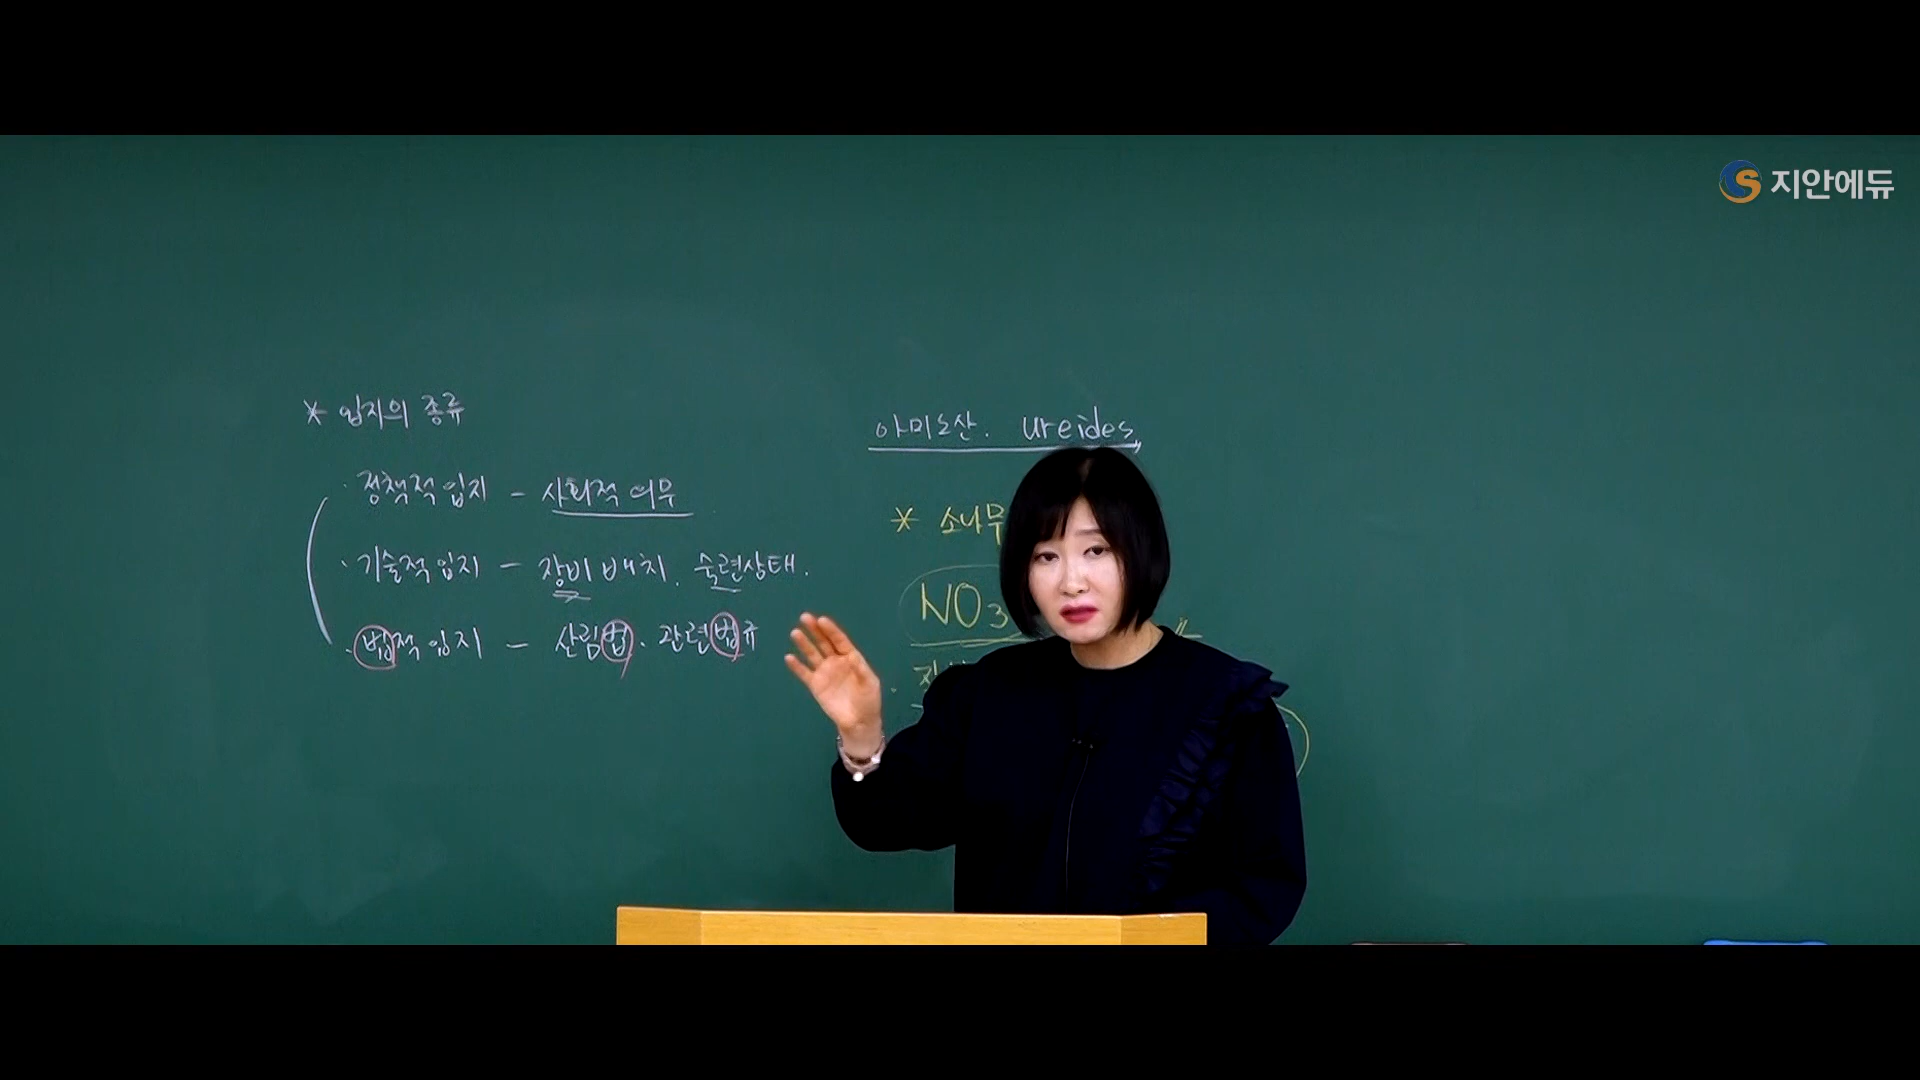 지안에듀
* 입지의 종류
· 정책적 입지 - 사회적 여무
· 기술적 입지 - 장비 배치. 술련상태.
· 법적 입지 - 산림법. 관련법규
아미노산. ureides
* 소나무
NO3